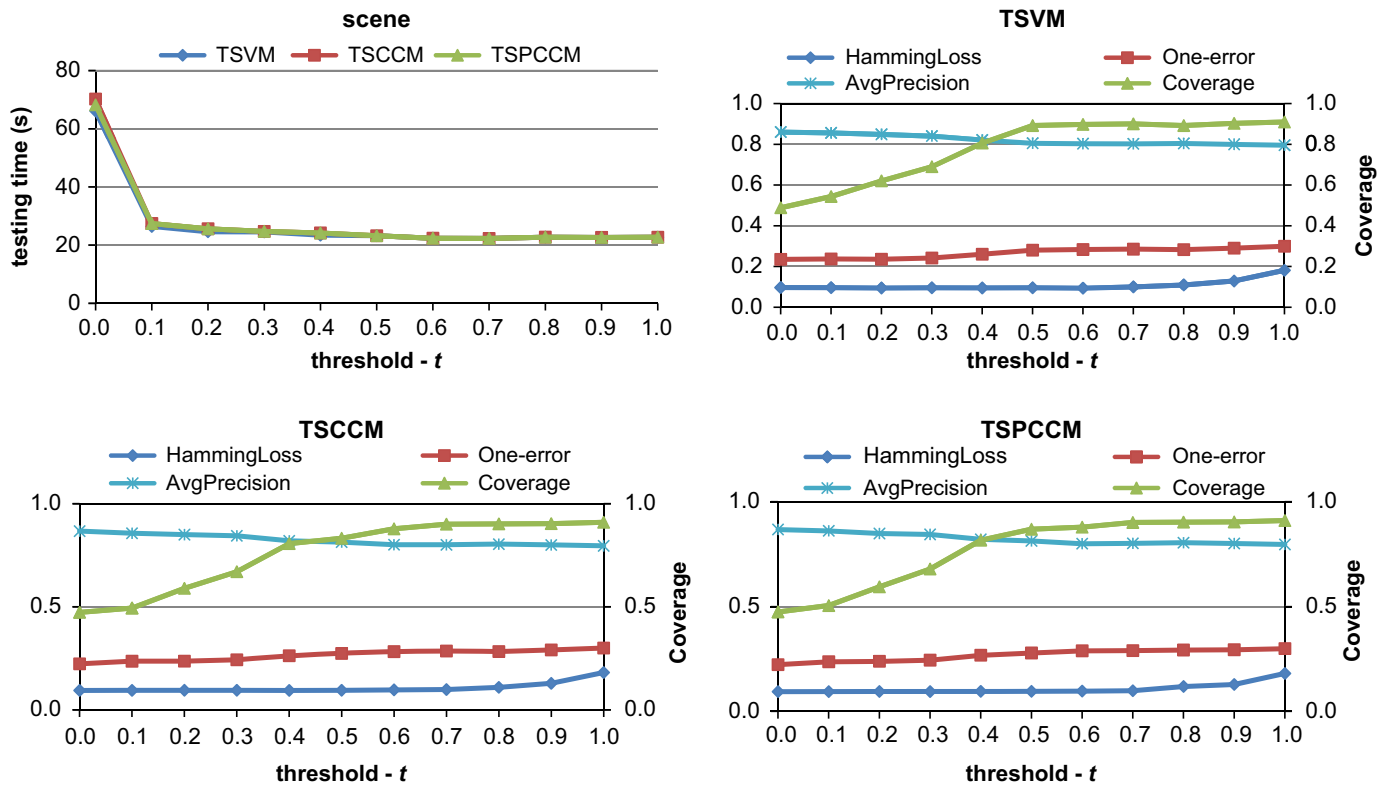 scene
TSVM TSCCM TSPCCM
80
60
40
20
0
testing time (s)
0.0 0.1 0.2 0.3 0.4 0.5 0.6 0.7 0.8 0.9 1.0
threshold - t
TSVM
HammingLoss One-error
AvgPrecision Coverage
1.0 1.0
0.8 0.8
0.6 0.6
0.4 0.4
0.2 0.2
0.0 0.0
Coverage
0.0 0.1 0.2 0.3 0.4 0.5 0.6 0.7 0.8 0.9 1.0
threshold - t
TSCCM
HammingLoss One-error
AvgPrecision Coverage
1.0 1.0
0.5 0.5
0.0 0.0
Coverage
0.0 0.1 0.2 0.3 0.4 0.5 0.6 0.7 0.8 0.9 1.0
threshold - t
TSPCCM
HammingLoss One-error
AvgPrecision Coverage
1.0 1.0
0.5 0.5
0.0 0.0
Coverage
0.0 0.1 0.2 0.3 0.4 0.5 0.6 0.7 0.8 0.9 1.0
threshold - t